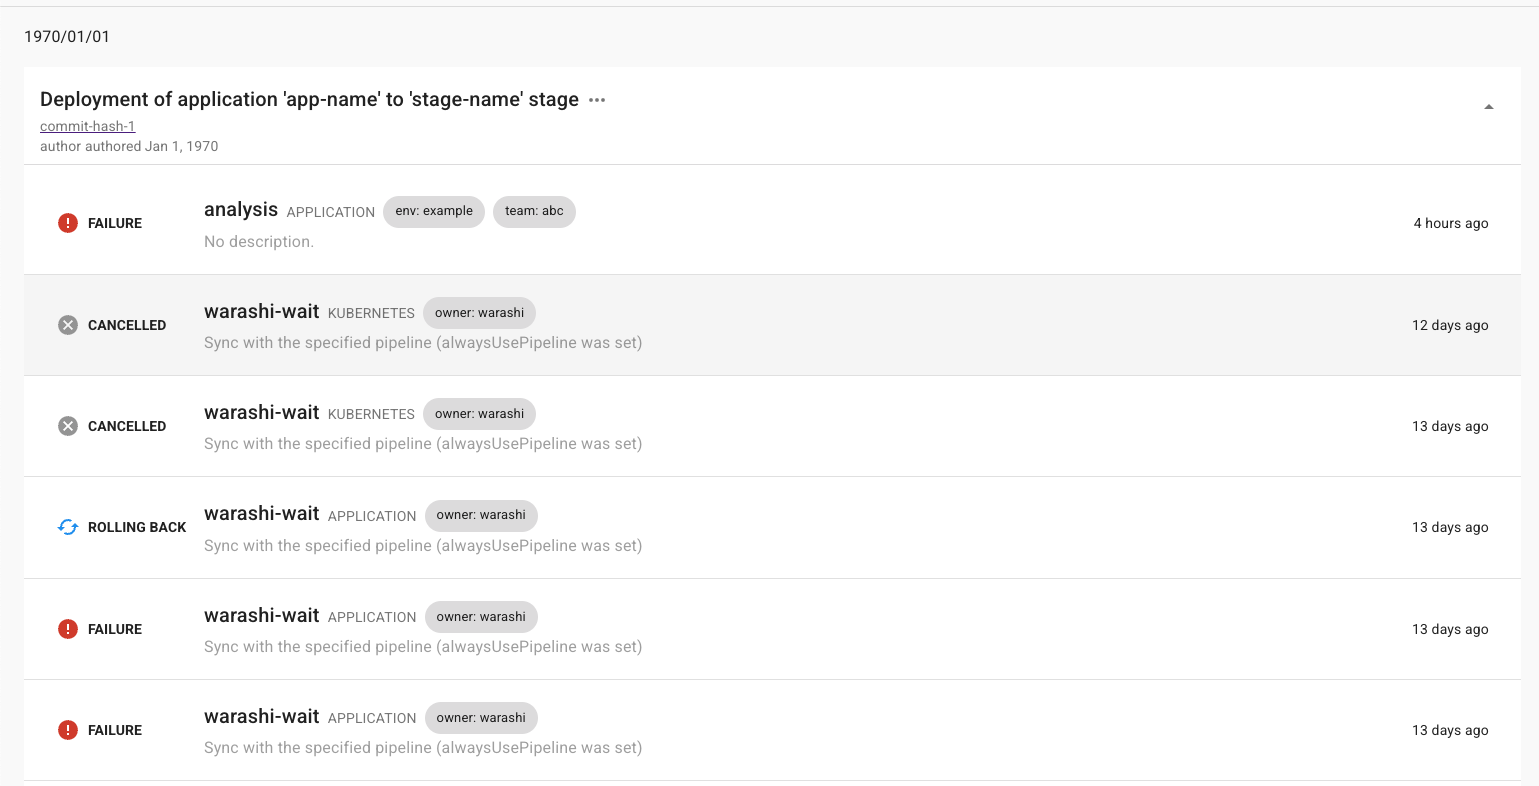 1970/01/01
Deployment of application 'app-name' to 'stage-name' stage ···
commit-hash-1
author authored Jan 1, 1970
FAILURE analysis APPLICATION env: example team: abc 4 hours ago
No description.
CANCELLED warashi-wait KUBERNETES owner: warashi 12 days ago
Sync with the specified pipeline (alwaysUsePipeline was set)
CANCELLED warashi-wait KUBERNETES owner: warashi 13 days ago
Sync with the specified pipeline (alwaysUsePipeline was set)
ROLLING BACK warashi-wait APPLICATION owner: warashi 13 days ago
Sync with the specified pipeline (alwaysUsePipeline was set)
FAILURE warashi-wait APPLICATION owner: warashi 13 days ago
Sync with the specified pipeline (alwaysUsePipeline was set)
FAILURE warashi-wait APPLICATION owner: warashi 13 days ago
Sync with the specified pipeline (alwaysUsePipeline was set)